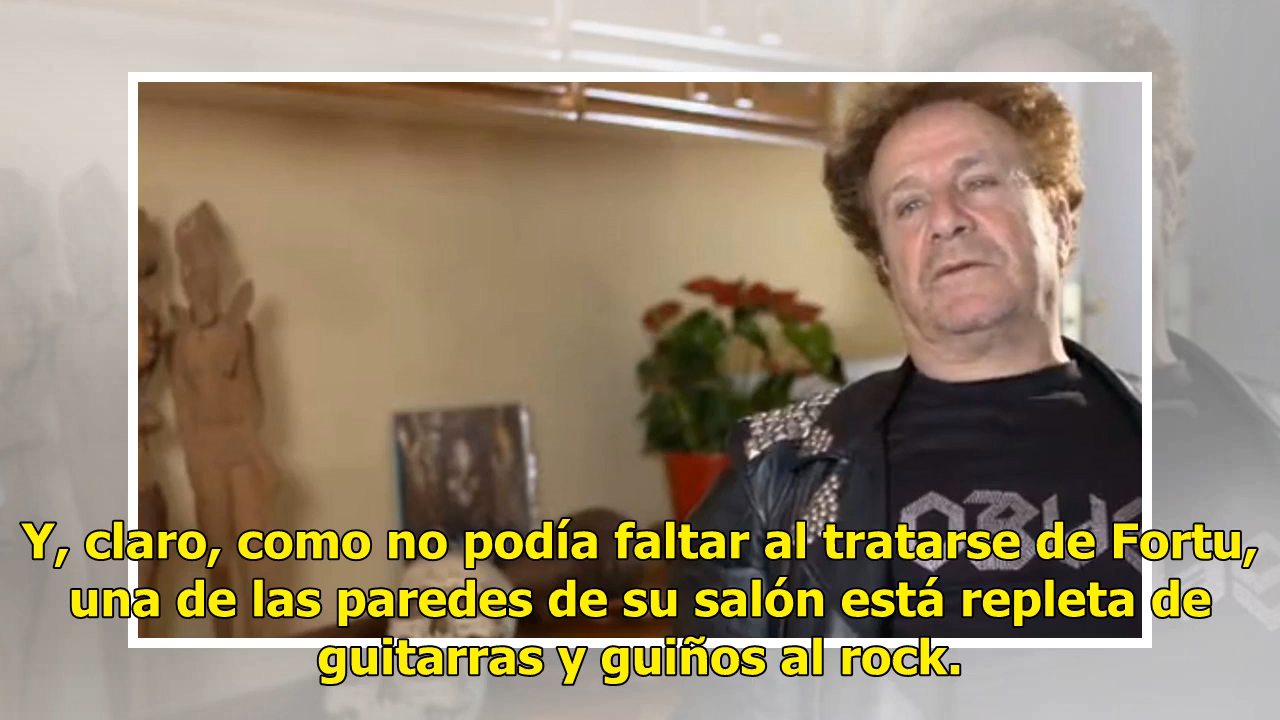 OBU
Y, claro, como no podía faltar al tratarse de Fortu,
una de las paredes de su salón está repleta de
guitarras y guiños al rock.